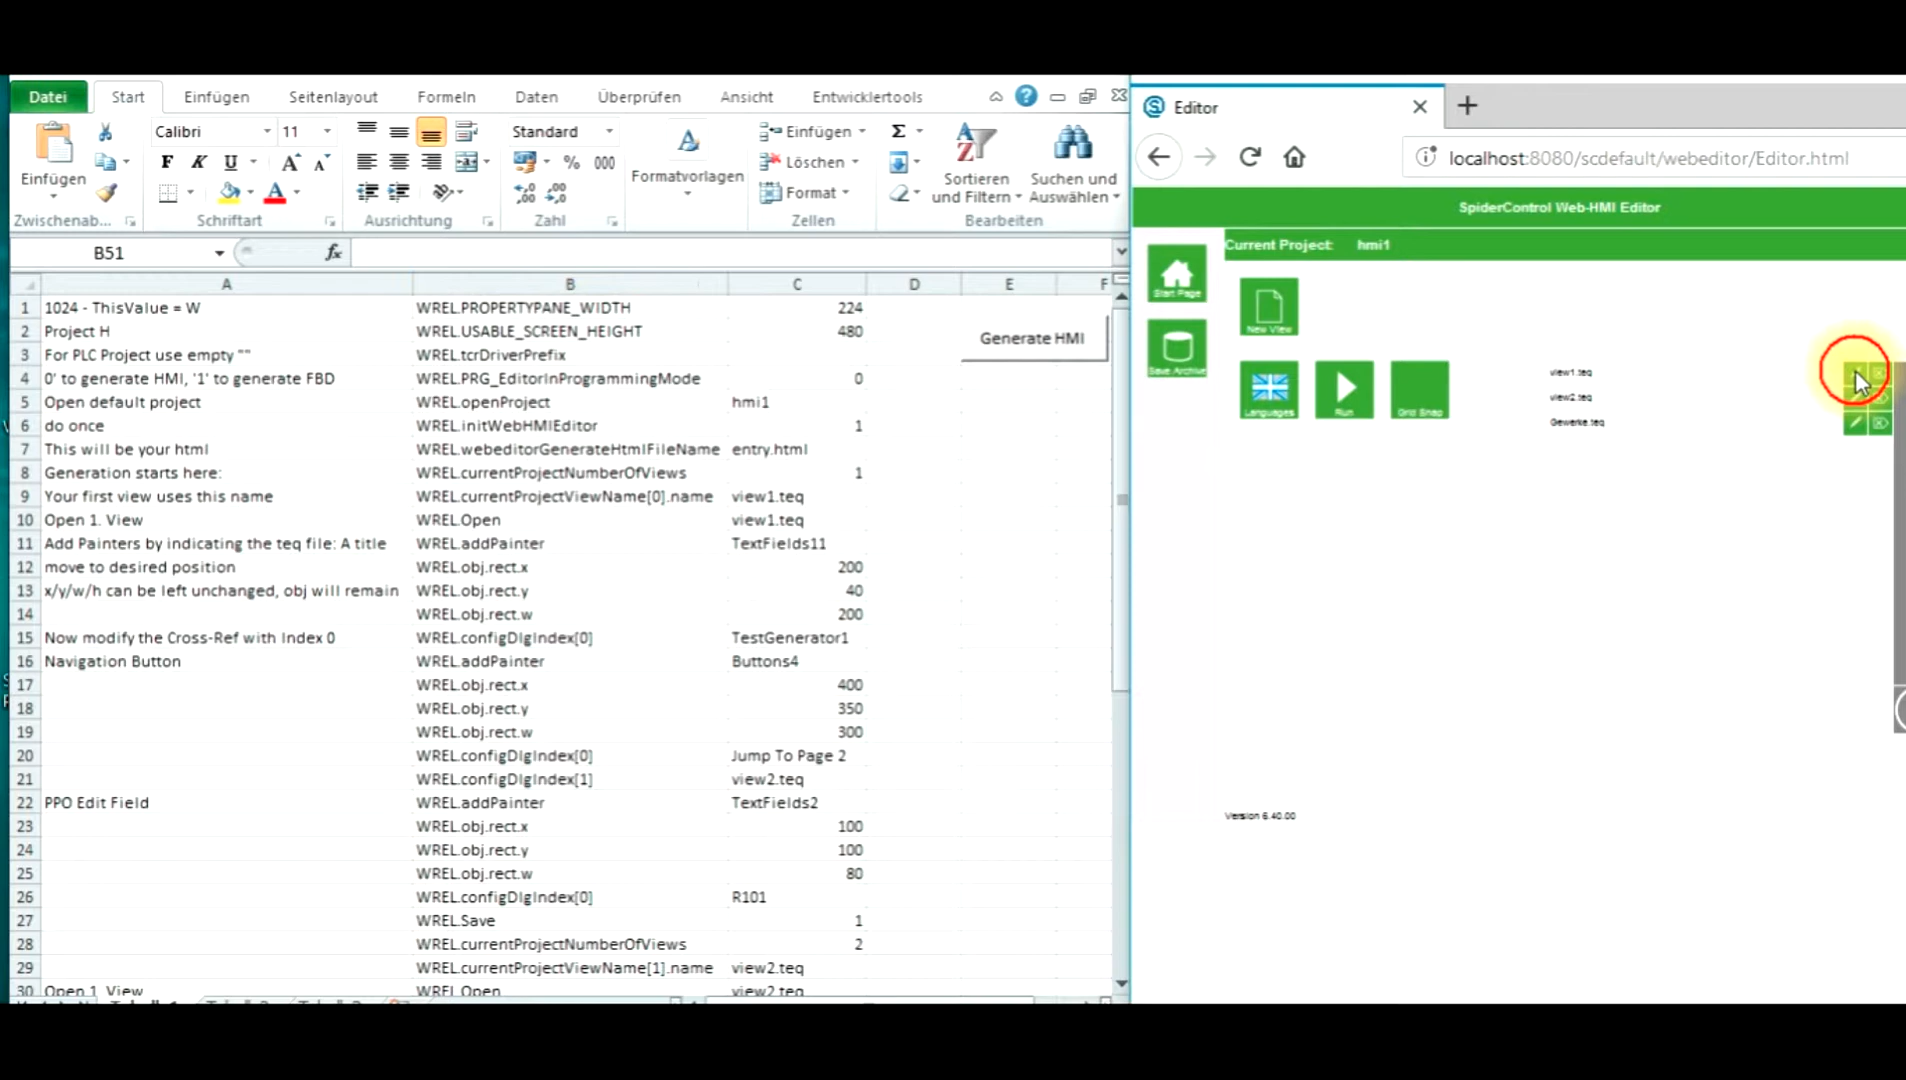 Datei Start Einfügen Seitenlayout Formeln Daten Überprüfen Ansicht Entwicklertools
Calibri 11 Standard
Einfügen
F K U
Formatvorlagen
Einfügen
Löschen
Format
Sortieren und Filtern
Suchen und Auswählen
Zwischenab... Schriftart Ausrichtung Zahl Zellen Bearbeiten
B51 fx
A B C D E F
1 1024 - ThisValue = W WREL.PROPERTYPANE_WIDTH 224
2 Project H WREL.USABLE_SCREEN_HEIGHT 480
3 For PLC Project use empty "" WREL.tcrDriverPrefix
4 0' to generate HMI, '1' to generate FBD WREL.PRG_EditorInProgrammingMode 0
5 Open default project WREL.openProject hmi1
6 do once WREL.initWebHMIEditor 1
7 This will be your html WREL.webeditorGenerateHtmlFileName entry.html
8 Generation starts here: WREL.currentProjectNumberOfViews 1
9 Your first view uses this name WREL.currentProjectViewName[0].name view1.teq
10 Open 1. View WREL.Open view1.teq
11 Add Painters by indicating the teq file: A title WREL.addPainter TextFields11
12 move to desired position WREL.obj.rect.x 200
13 x/y/w/h can be left unchanged, obj will remain WREL.obj.rect.y 40
14 WREL.obj.rect.w 200
15 Now modify the Cross-Ref with Index 0 WREL.configDlgIndex[0] TestGenerator1
16 Navigation Button WREL.addPainter Buttons4
17 WREL.obj.rect.x 400
18 WREL.obj.rect.y 350
19 WREL.obj.rect.w 300
20 WREL.configDlgIndex[0] Jump To Page 2
21 WREL.configDlgIndex[1] view2.teq
22 PPO Edit Field WREL.addPainter TextFields2
23 WREL.obj.rect.x 100
24 WREL.obj.rect.y 100
25 WREL.obj.rect.w 80
26 WREL.configDlgIndex[0] R101
27 WREL.Save 1
28 WREL.currentProjectNumberOfViews 2
29 WREL.currentProjectViewName[1].name view2.teq
30 Open 1. View WREL.Open view2.teq
Generate HMI
Editor
localhost:8080/scdefault/webeditor/Editor.html
SpiderControl Web-HMI Editor
Current Project: hmi1
Start Page
New View
Save Archive
Languages Run Grid Snap
view1.teq
view2.teq
Gewerke.teq
Version 6.40.00